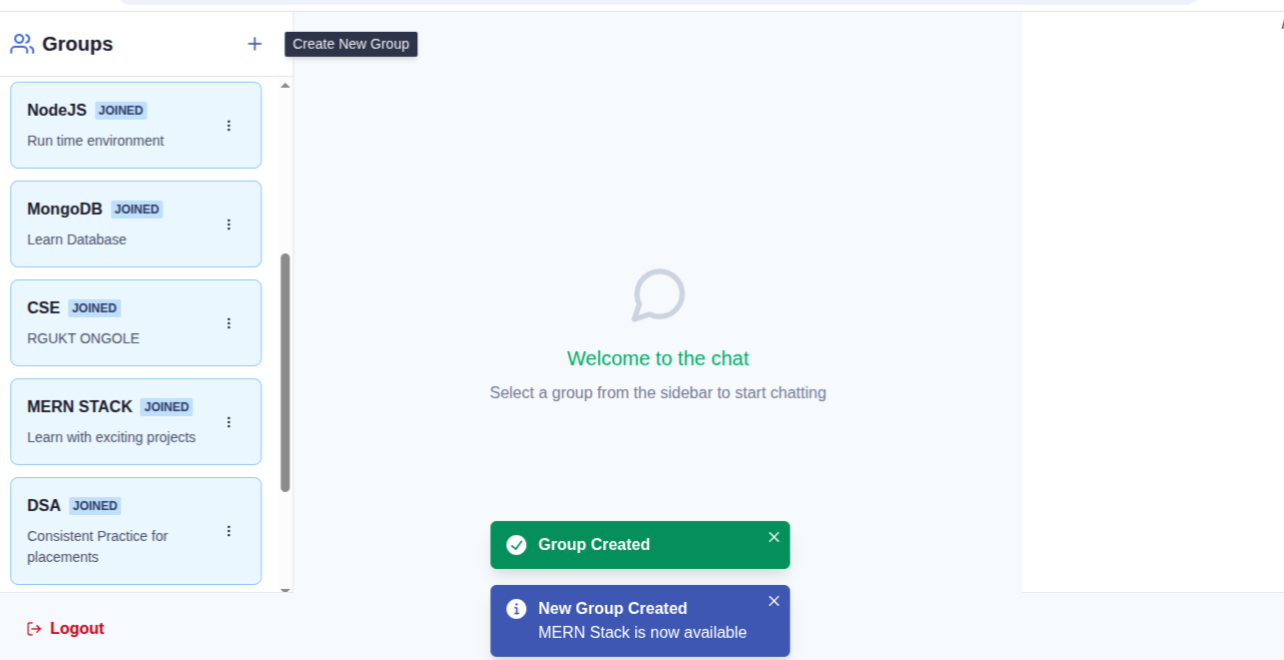 Groups
Create New Group
NodeJS JOINED
Run time environment
MongoDB JOINED
Learn Database
CSE JOINED
RGUKT ONGOLE
MERN STACK JOINED
Learn with exciting projects
DSA JOINED
Consistent Practice for
placements
Logout
Welcome to the chat
Select a group from the sidebar to start chatting
Group Created
New Group Created
MERN Stack is now available